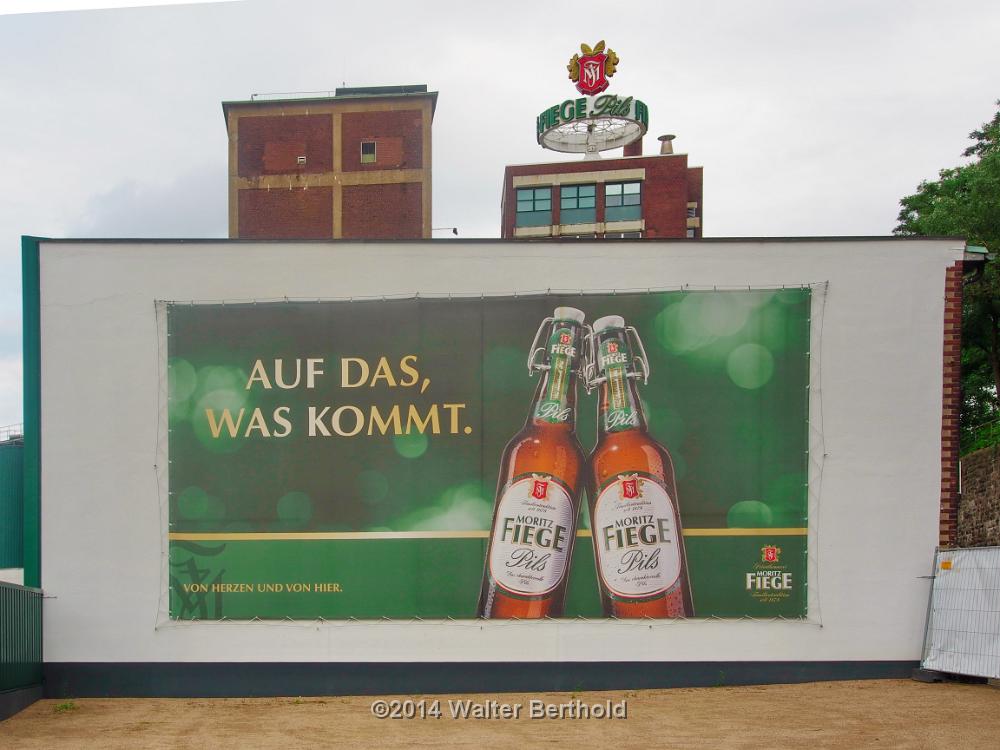 FIEGE Pils FI
AUF DAS,
WAS KOMMT.
VON HERZEN UND VON HIER.
FIEGE
Pils
MORITZ
FIEGE
Pils
FIEGE
Pils
MORITZ
FIEGE
Pils
MORITZ
FIEGE
©2014 Walter Berthold